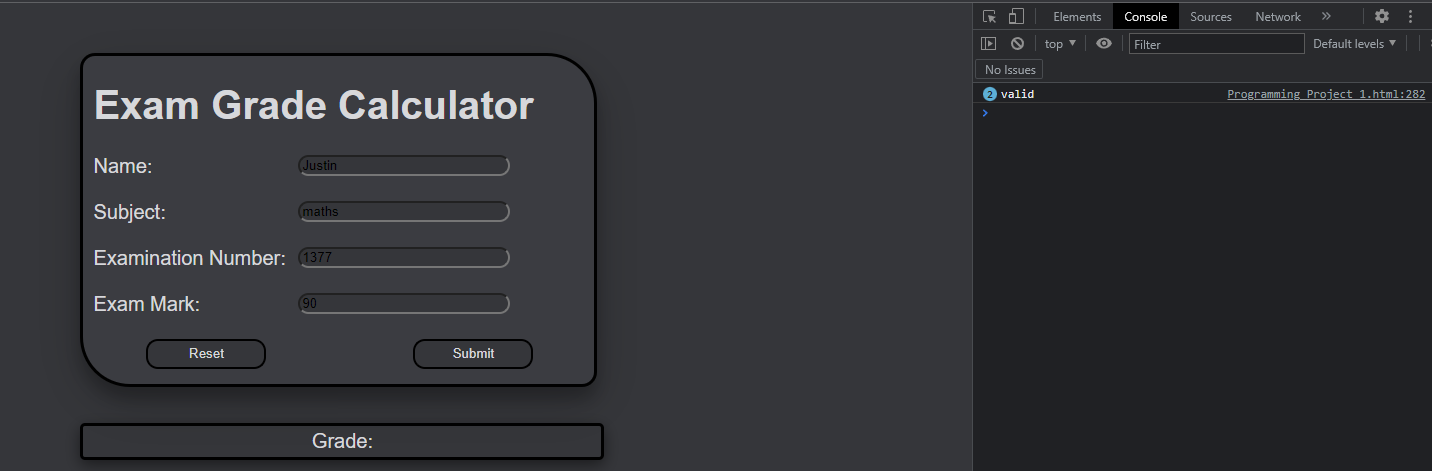 Elements Console Sources Network »
top ▼ Filter Default levels ▼
No Issues
2 valid Programming Project 1.html:282
›
Exam Grade Calculator
Name: Justin
Subject: maths
Examination Number: 1377
Exam Mark: 90
Reset Submit
Grade: